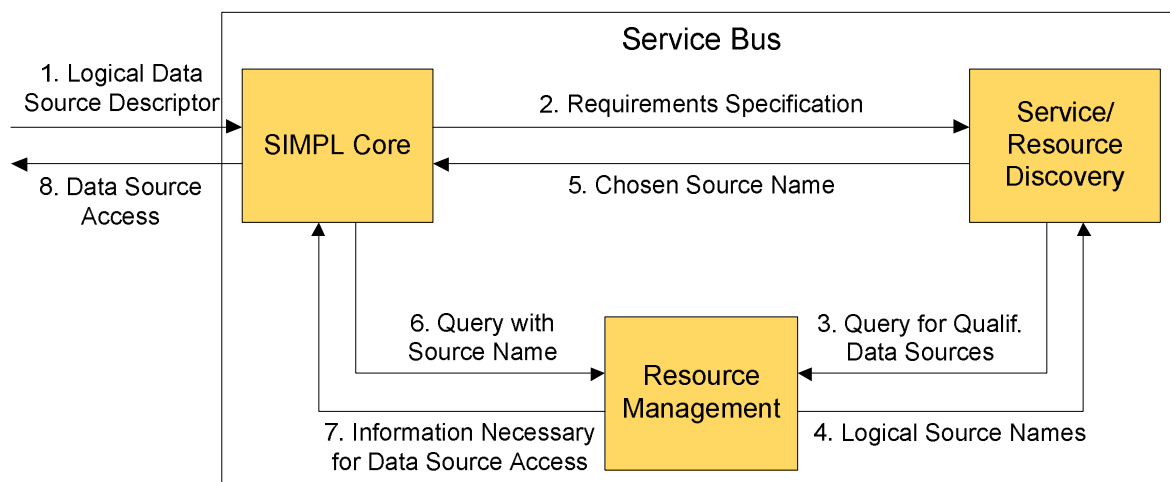 Service Bus
1. Logical Data
Source Descriptor
SIMPL Core
2. Requirements Specification
Service/
Resource
Discovery
8. Data Source
Access
5. Chosen Source Name
6. Query with
Source Name
3. Query for Qualif.
Data Sources
Resource
Management
7. Information Necessary
for Data Source Access
4. Logical Source Names